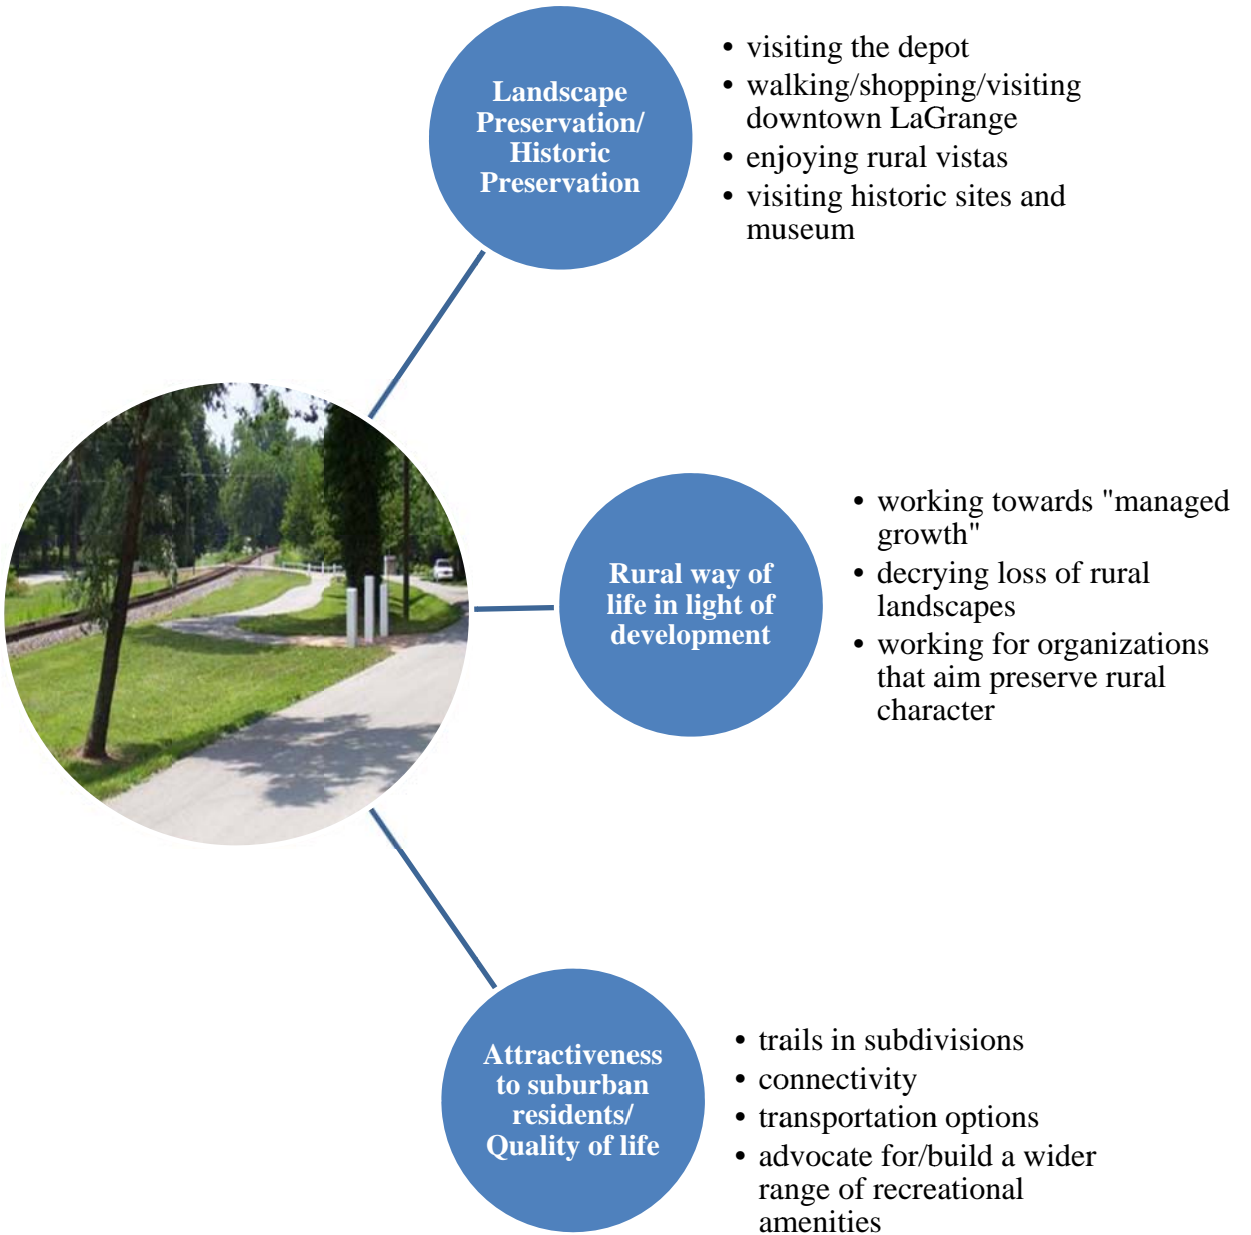 Landscape
Preservation/
Historic
Preservation
• visiting the depot
• walking/shopping/visiting
downtown LaGrange
• enjoying rural vistas
• visiting historic sites and
museum
Rural way of
life in light of
development
• working towards "managed
growth"
• decrying loss of rural
landscapes
• working for organizations
that aim preserve rural
character
Attractiveness
to suburban
residents/
Quality of life
• trails in subdivisions
• connectivity
• transportation options
• advocate for/build a wider
range of recreational
amenities